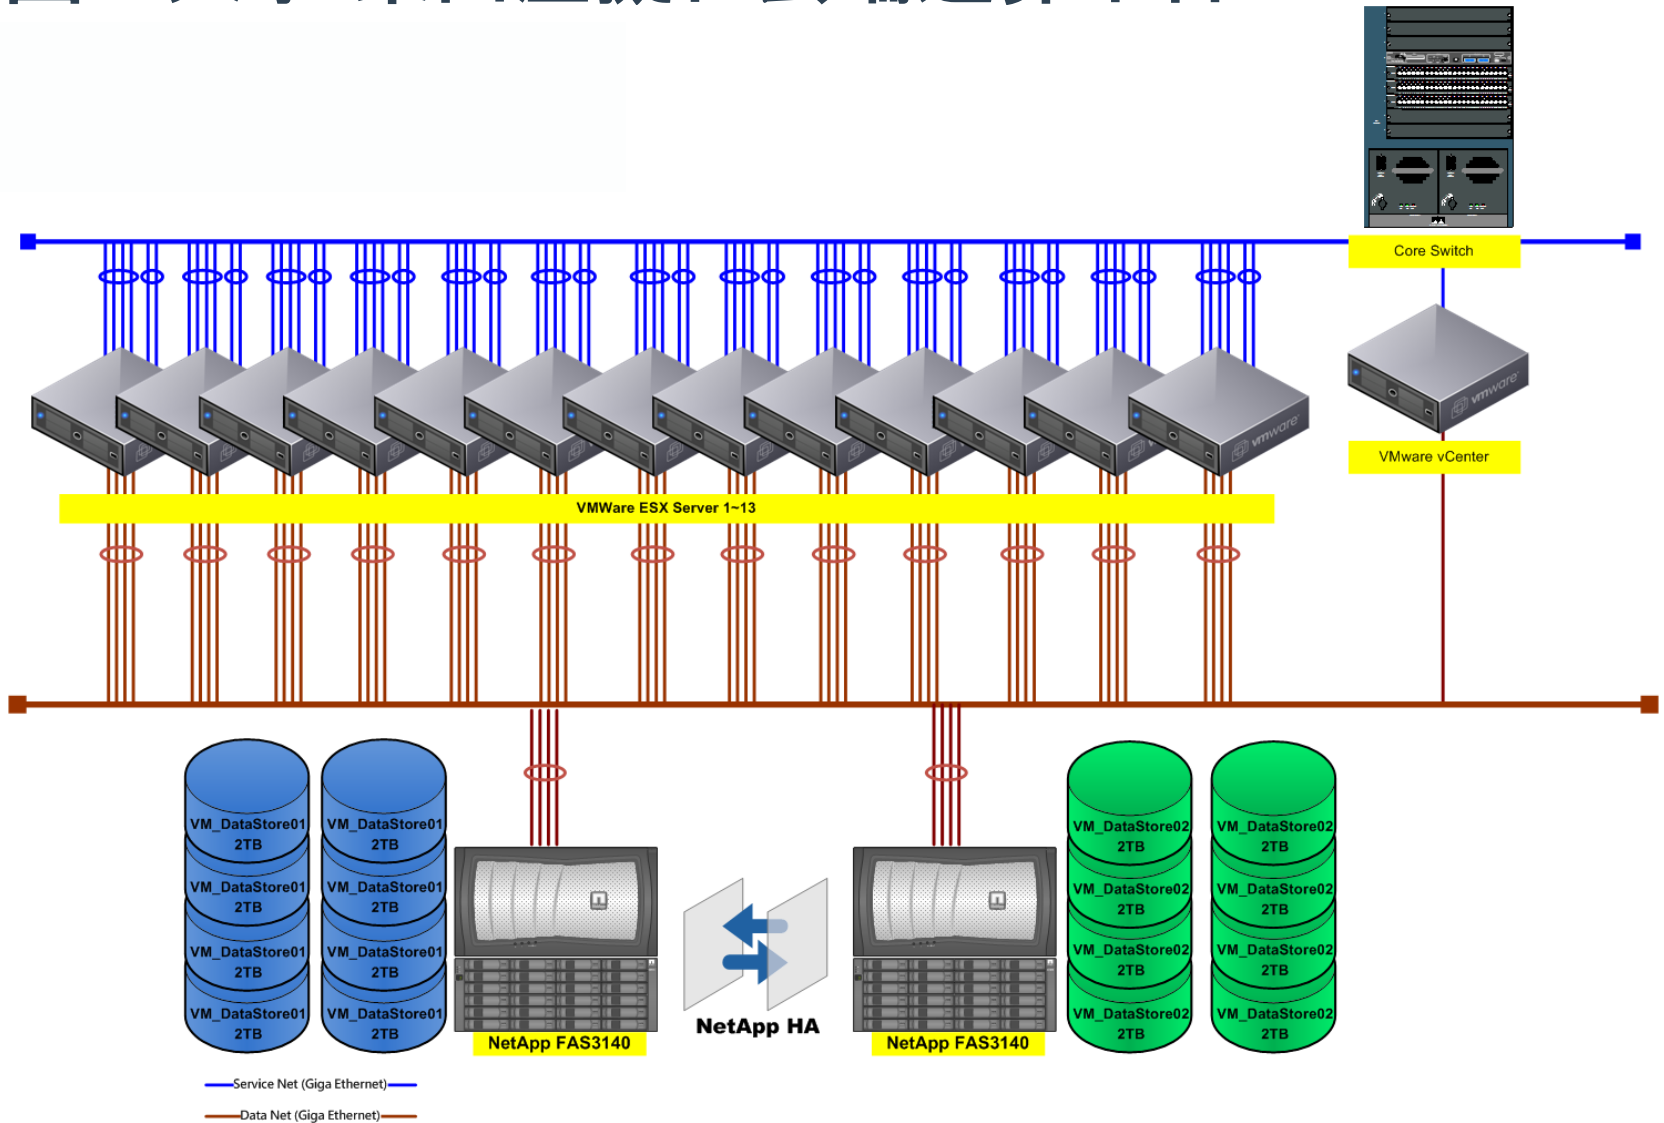 Core Switch
vmware
VMware vCenter
vmware
VMWare ESX Server 1~13
VM_DataStore01
2TB
VM_DataStore01
2TB
VM_DataStore01
2TB
VM_DataStore01
2TB
VM_DataStore01
2TB
VM_DataStore01
2TB
VM_DataStore01
2TB
VM_DataStore01
2TB
NetApp FAS3140
NetApp HA
NetApp FAS3140
VM_DataStore02
2TB
VM_DataStore02
2TB
VM_DataStore02
2TB
VM_DataStore02
2TB
VM_DataStore02
2TB
VM_DataStore02
2TB
VM_DataStore02
2TB
VM_DataStore02
2TB
Service Net (Giga Ethernet)
Data Net (Giga Ethernet)